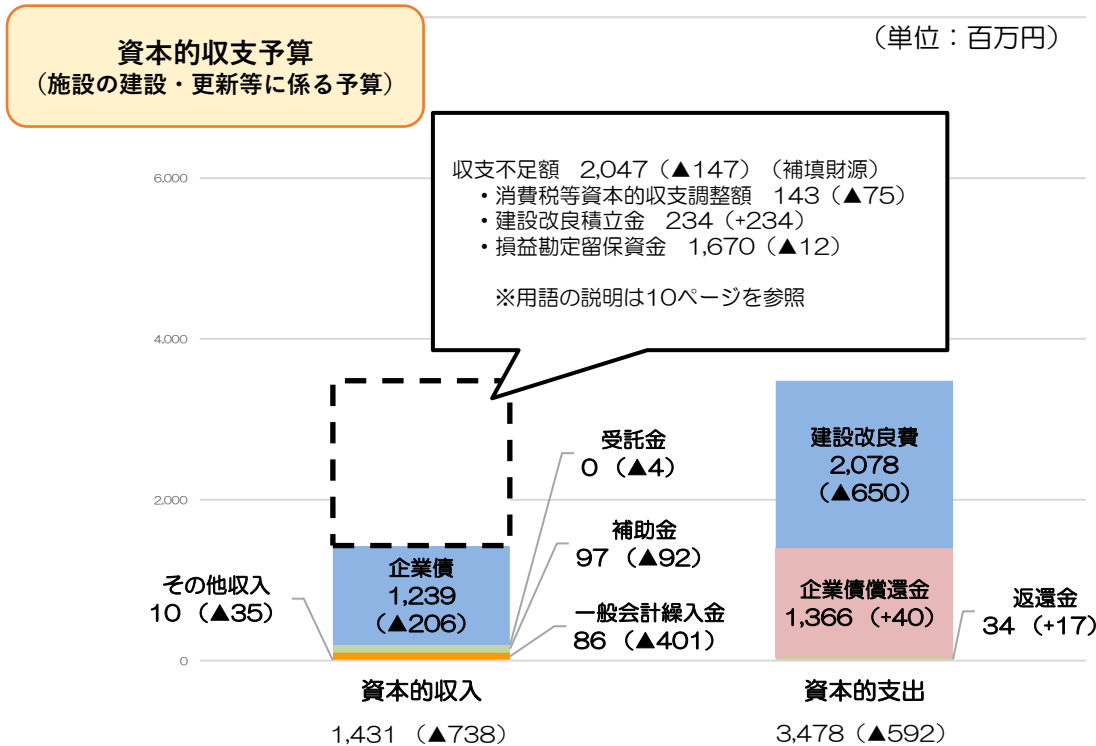 資本的収支予算
（施設の建設・更新等に係る予算）
（単位：百万円）
収支不足額　2,047（▲147）（補填財源）
・消費税等資本的収支調整額　143（▲75）
・建設改良積立金　234（+234）
・損益勘定留保資金　1,670（▲12）
※用語の説明は10ページを参照
6,000
4,000
2,000
0
受託金
0（▲4）
補助金
97（▲92）
一般会計繰入金
86（▲401）
その他収入
10（▲35）
企業債
1,239
（▲206）
建設改良費
2,078
（▲650）
企業債償還金
1,366（+40）
返還金
34（+17）
資本的収入
1,431（▲738）
資本的支出
3,478（▲592）